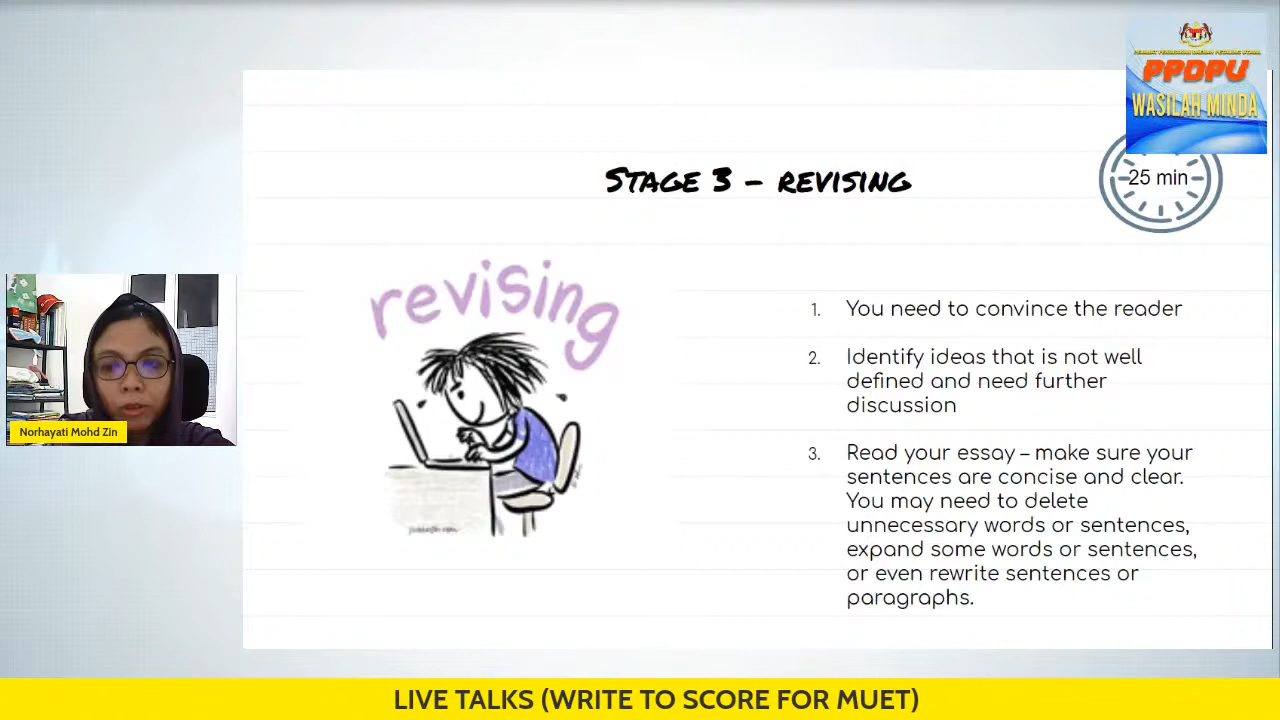 PPDPU
WASILAH MINDA
STAGE 3 – REVISING
25 min
revising
1. You need to convince the reader
2. Identify ideas that is not well
defined and need further
discussion
3. Read your essay – make sure your
sentences are concise and clear.
You may need to delete
unnecessary words or sentences,
expand some words or sentences,
or even rewrite sentences or
paragraphs.
Norhayati Mohd Zin
LIVE TALKS (WRITE TO SCORE FOR MUET)